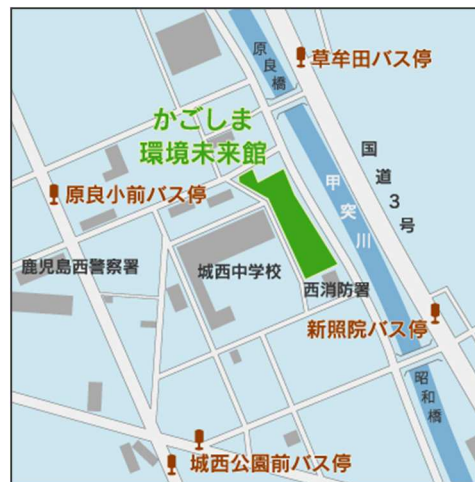 草牟田バス停
原良橋
かごしま
環境未来館
国道3号
甲突川
原良小前バス停
鹿児島西警察署
城西中学校
西消防署
新照院バス停
昭和橋
城西公園前バス停